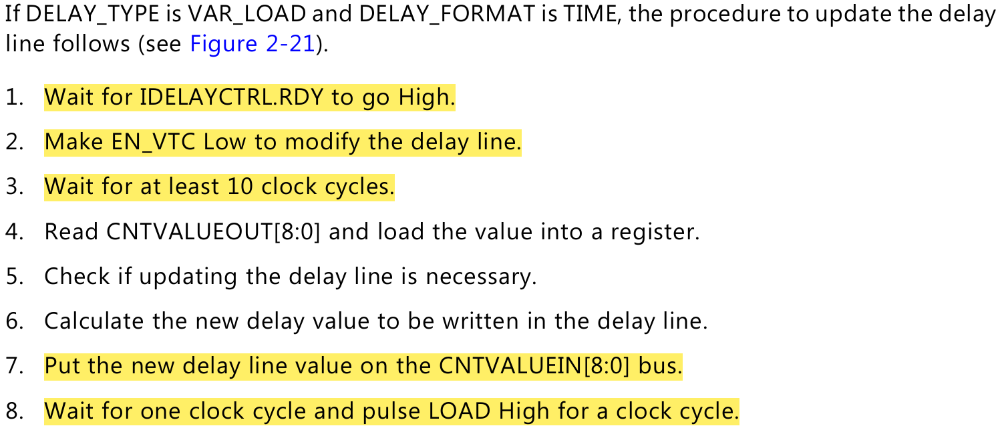 If DELAY_TYPE is VAR_LOAD and DELAY_FORMAT is TIME, the procedure to update the delay
line follows (see Figure 2-21).
1. Wait for IDELAYCTRL.RDY to go High.
2. Make EN_VTC Low to modify the delay line.
3. Wait for at least 10 clock cycles.
4. Read CNTVALUEOUT[8:0] and load the value into a register.
5. Check if updating the delay line is necessary.
6. Calculate the new delay value to be written in the delay line.
7. Put the new delay line value on the CNTVALUEIN[8:0] bus.
8. Wait for one clock cycle and pulse LOAD High for a clock cycle.